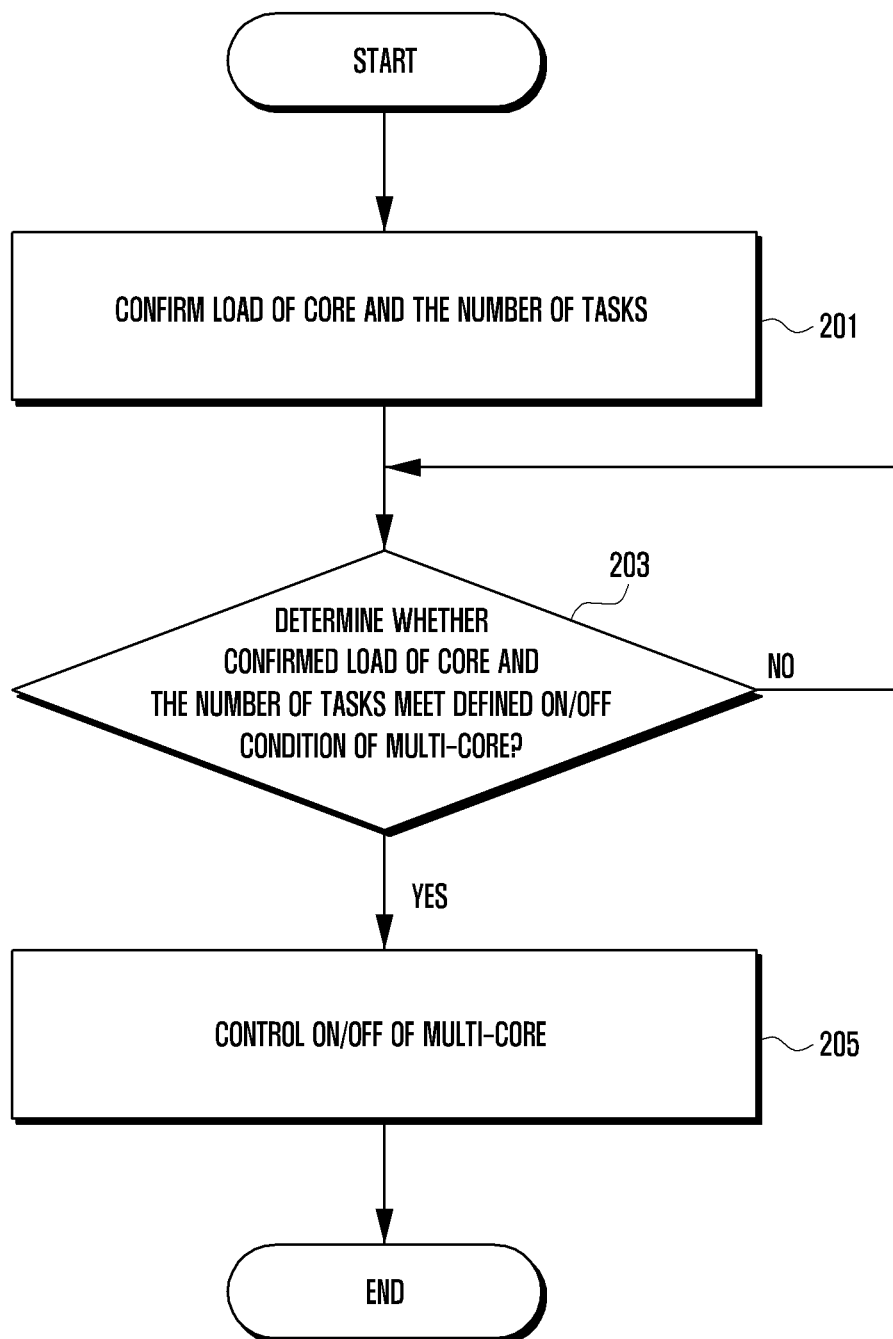 START
CONFIRM LOAD OF CORE AND THE NUMBER OF TASKS
201
203
DETERMINE WHETHER
CONFIRMED LOAD OF CORE AND
THE NUMBER OF TASKS MEET DEFINED ON/OFF
CONDITION OF MULTI-CORE?
NO
YES
CONTROL ON/OFF OF MULTI-CORE
205
END